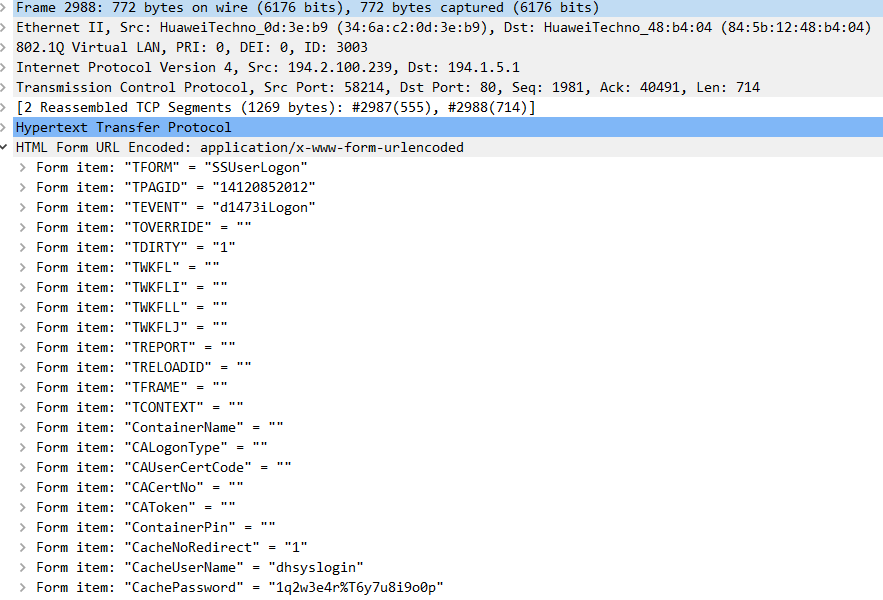 Frame 2988: 772 bytes on wire (6176 bits), 772 bytes captured (6176 bits)
Ethernet II, Src: HuaweiTechno_0d:3e:b9 (34:6a:c2:0d:3e:b9), Dst: HuaweiTechno_48:b4:04 (84:5b:12:48:b4:04)
802.1Q Virtual LAN, PRI: 0, DEI: 0, ID: 3003
Internet Protocol Version 4, Src: 194.2.100.239, Dst: 194.1.5.1
Transmission Control Protocol, Src Port: 58214, Dst Port: 80, Seq: 1981, Ack: 40491, Len: 714
[2 Reassembled TCP Segments (1269 bytes): #2987(555), #2988(714)]
Hypertext Transfer Protocol
HTML Form URL Encoded: application/x-www-form-urlencoded
Form item: "TFORM" = "SSUserLogon"
Form item: "TPAGID" = "14120852012"
Form item: "TEVENT" = "d1473iLogon"
Form item: "TOVERRIDE" = ""
Form item: "TDIRTY" = "1"
Form item: "TWKFL" = ""
Form item: "TWKFLI" = ""
Form item: "TWKFLL" = ""
Form item: "TWKFLJ" = ""
Form item: "TREPORT" = ""
Form item: "TRELOADID" = ""
Form item: "TFRAME" = ""
Form item: "TCONTEXT" = ""
Form item: "ContainerName" = ""
Form item: "CALogonType" = ""
Form item: "CAUserCertCode" = ""
Form item: "CACertNo" = ""
Form item: "CAToken" = ""
Form item: "ContainerPin" = ""
Form item: "CacheNoRedirect" = "1"
Form item: "CacheUserName" = "dhsyslogin"
Form item: "CachePassword" = "1q2w3e4r%T6y7u8i9o0p"